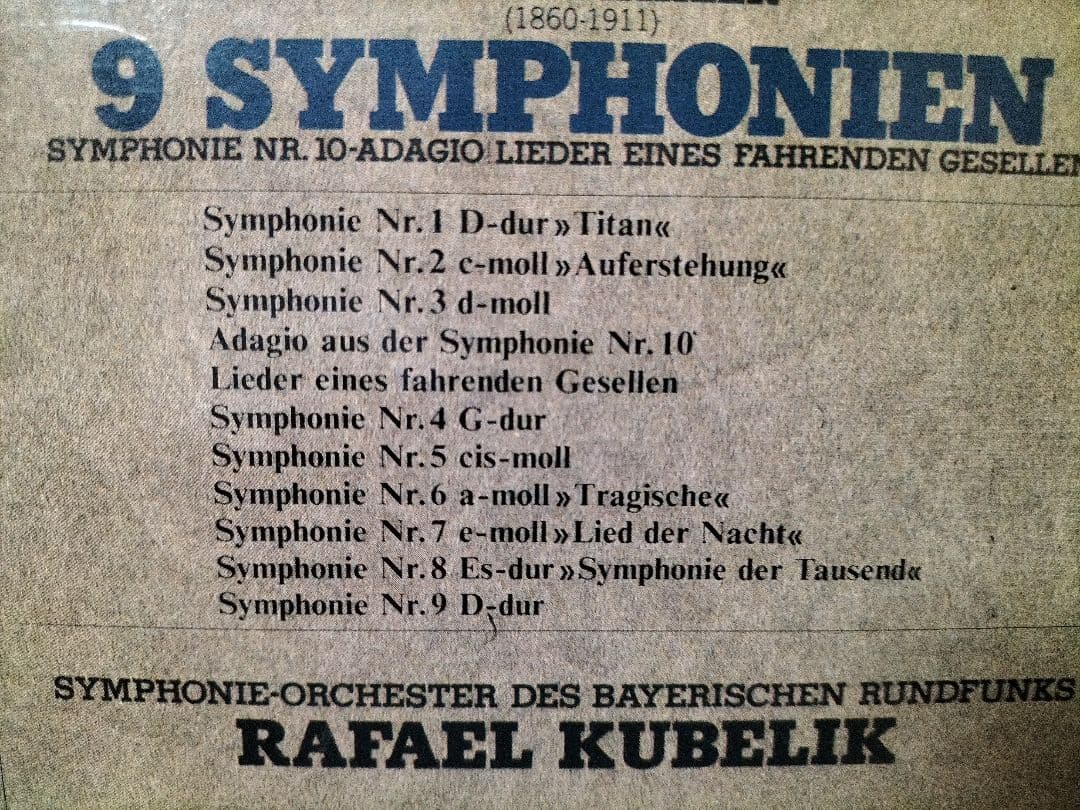 (1860-1911)
9 SYMPHONIEN
SYMPHONIE NR. 10-ADAGIO LIEDER EINES FAHRENDEN GESELLEN
Symphonie Nr. 1 D-dur »Titan«
Symphonie Nr. 2 c-moll »Auferstehung«
Symphonie Nr. 3 d-moll
Adagio aus der Symphonie Nr. 10
Lieder eines fahrenden Gesellen
Symphonie Nr. 4 G-dur
Symphonie Nr. 5 cis-moll
Symphonie Nr. 6 a-moll »Tragische«
Symphonie Nr. 7 e-moll »Lied der Nacht«
Symphonie Nr. 8 Es-dur »Symphonie der Tausend«
Symphonie Nr. 9 D-dur
SYMPHONIE-ORCHESTER DES BAYERISCHEN RUNDFUNKS
RAFAEL KUBELIK